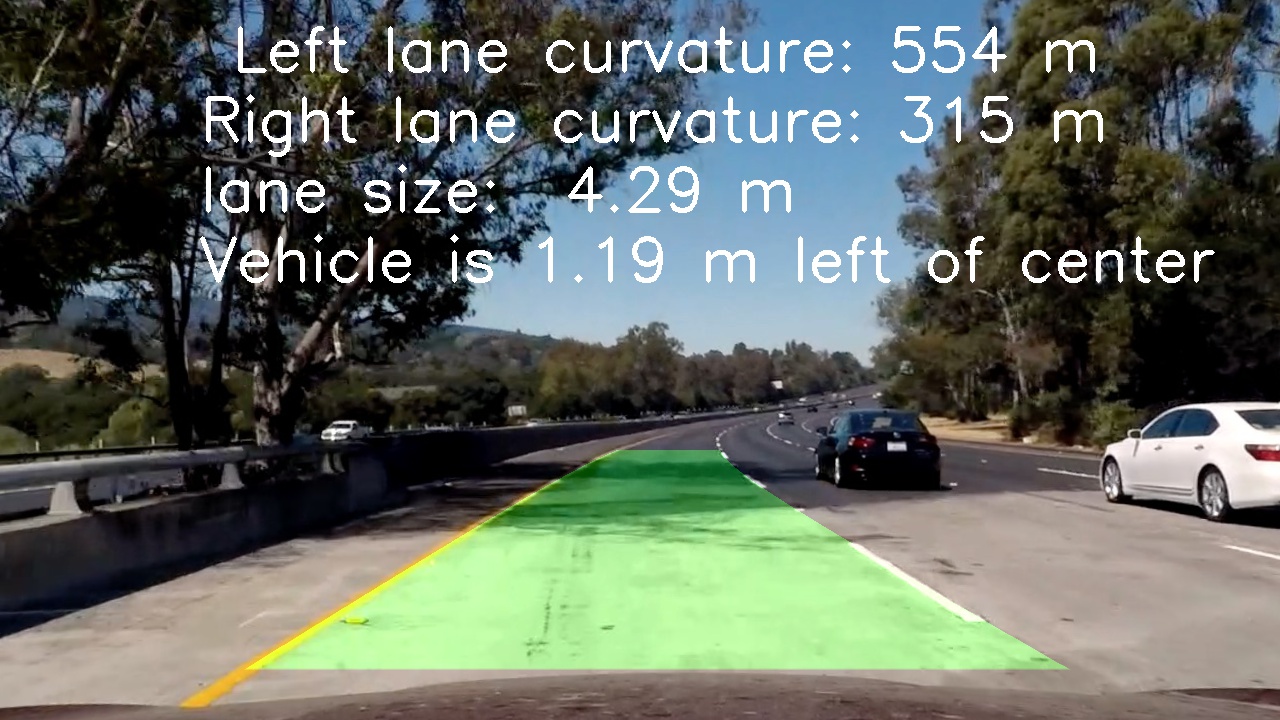 Left lane curvature: 554 m
Right lane curvature: 315 m
lane size: 4.29 m
Vehicle is 1.19 m left of center